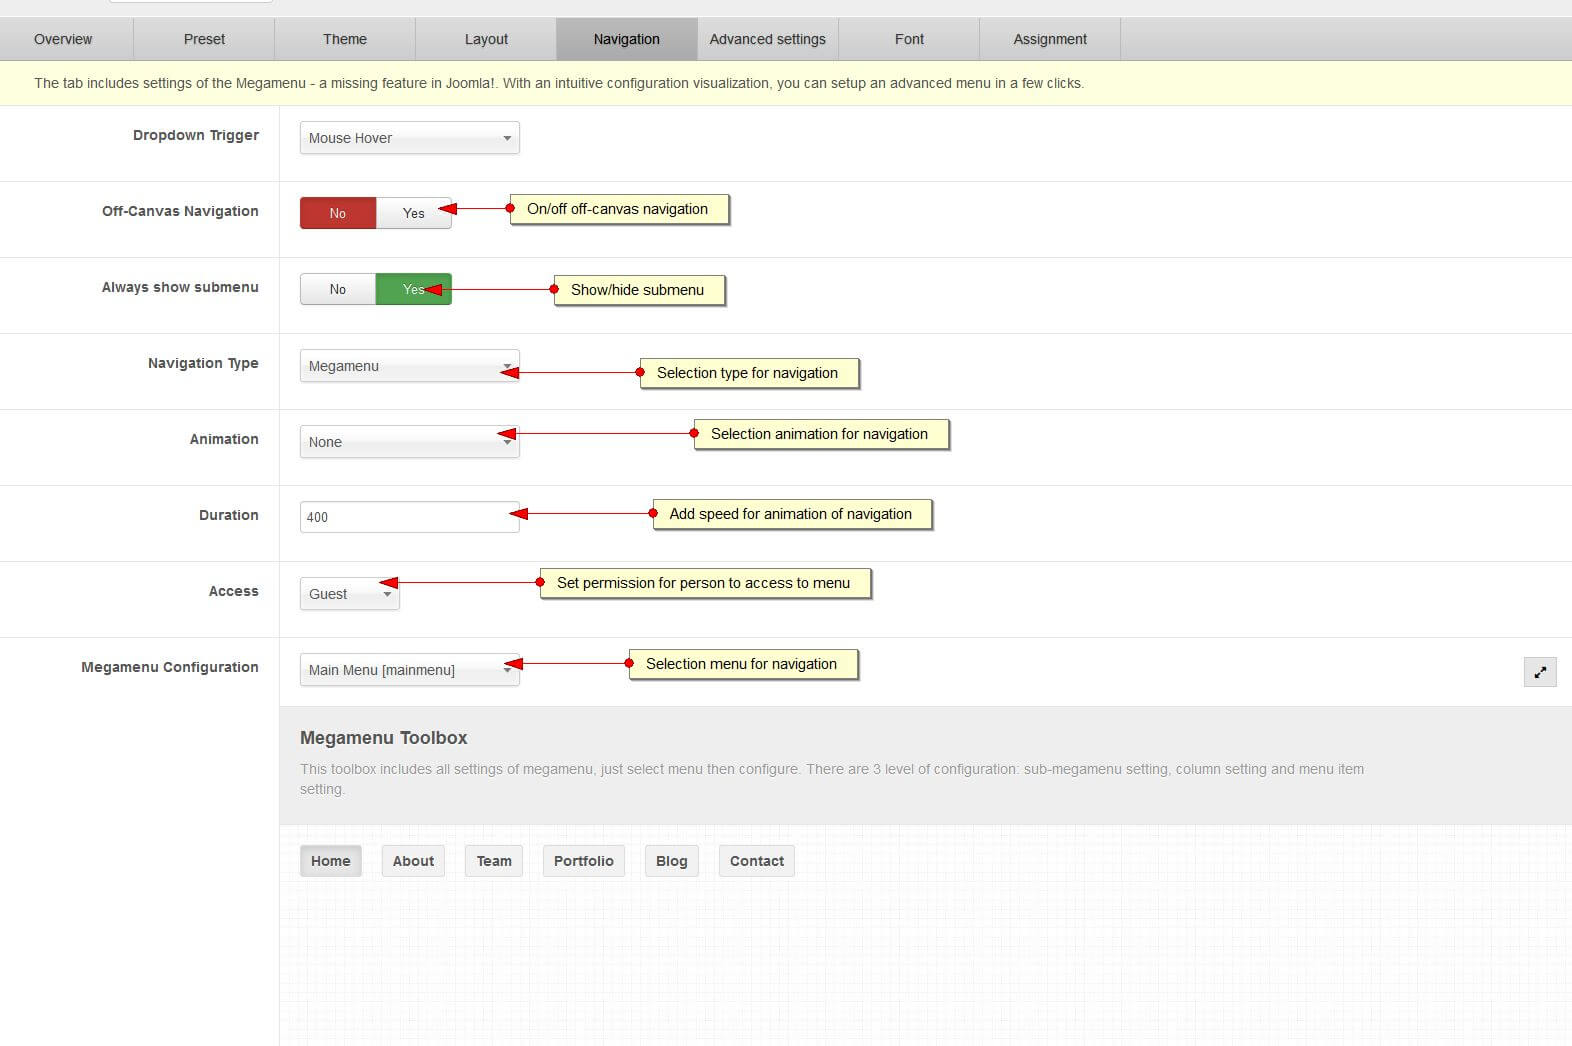 Overview Preset Theme Layout Navigation Advanced settings Font Assignment
The tab includes settings of the Megamenu - a missing feature in Joomla!. With an intuitive configuration visualization, you can setup an advanced menu in a few clicks.
Dropdown Trigger Mouse Hover
Off-Canvas Navigation No Yes On/off off-canvas navigation
Always show submenu No Yes Show/hide submenu
Navigation Type Megamenu Selection type for navigation
Animation None Selection animation for navigation
Duration 400 Add speed for animation of navigation
Access Guest Set permission for person to access to menu
Megamenu Configuration Main Menu [mainmenu] Selection menu for navigation
Megamenu Toolbox
This toolbox includes all settings of megamenu, just select menu then configure. There are 3 level of configuration: sub-megamenu setting, column setting and menu item
setting.
Home About Team Portfolio Blog Contact